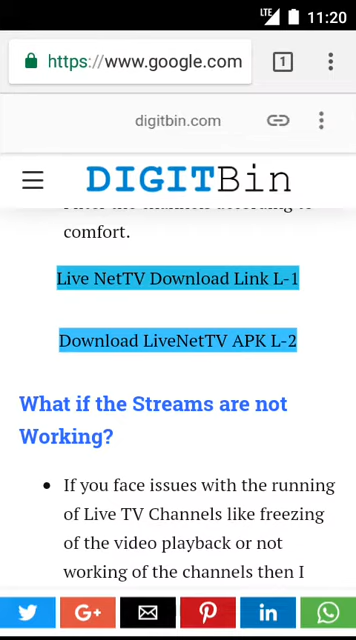 LTE 11:20
https://www.google.com 1
digitbin.com
DIGITBin
comfort.
Live NetTV Download Link L-1
Download LiveNetTV APK L-2
What if the Streams are not
Working?
If you face issues with the running
of Live TV Channels like freezing
of the video playback or not
working of the channels then I
G+
in